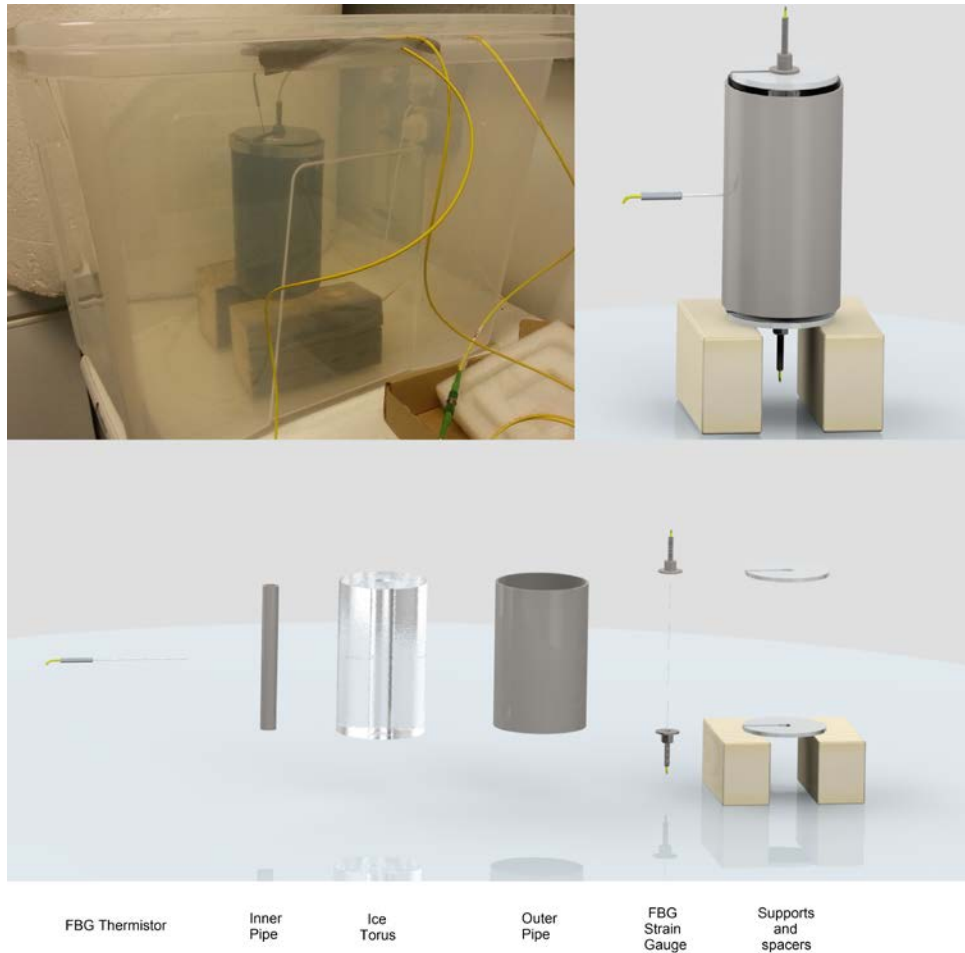 FBG Thermistor
Inner
Pipe
Ice
Torus
Outer
Pipe
FBG
Strain
Gauge
Supports
and
spacers